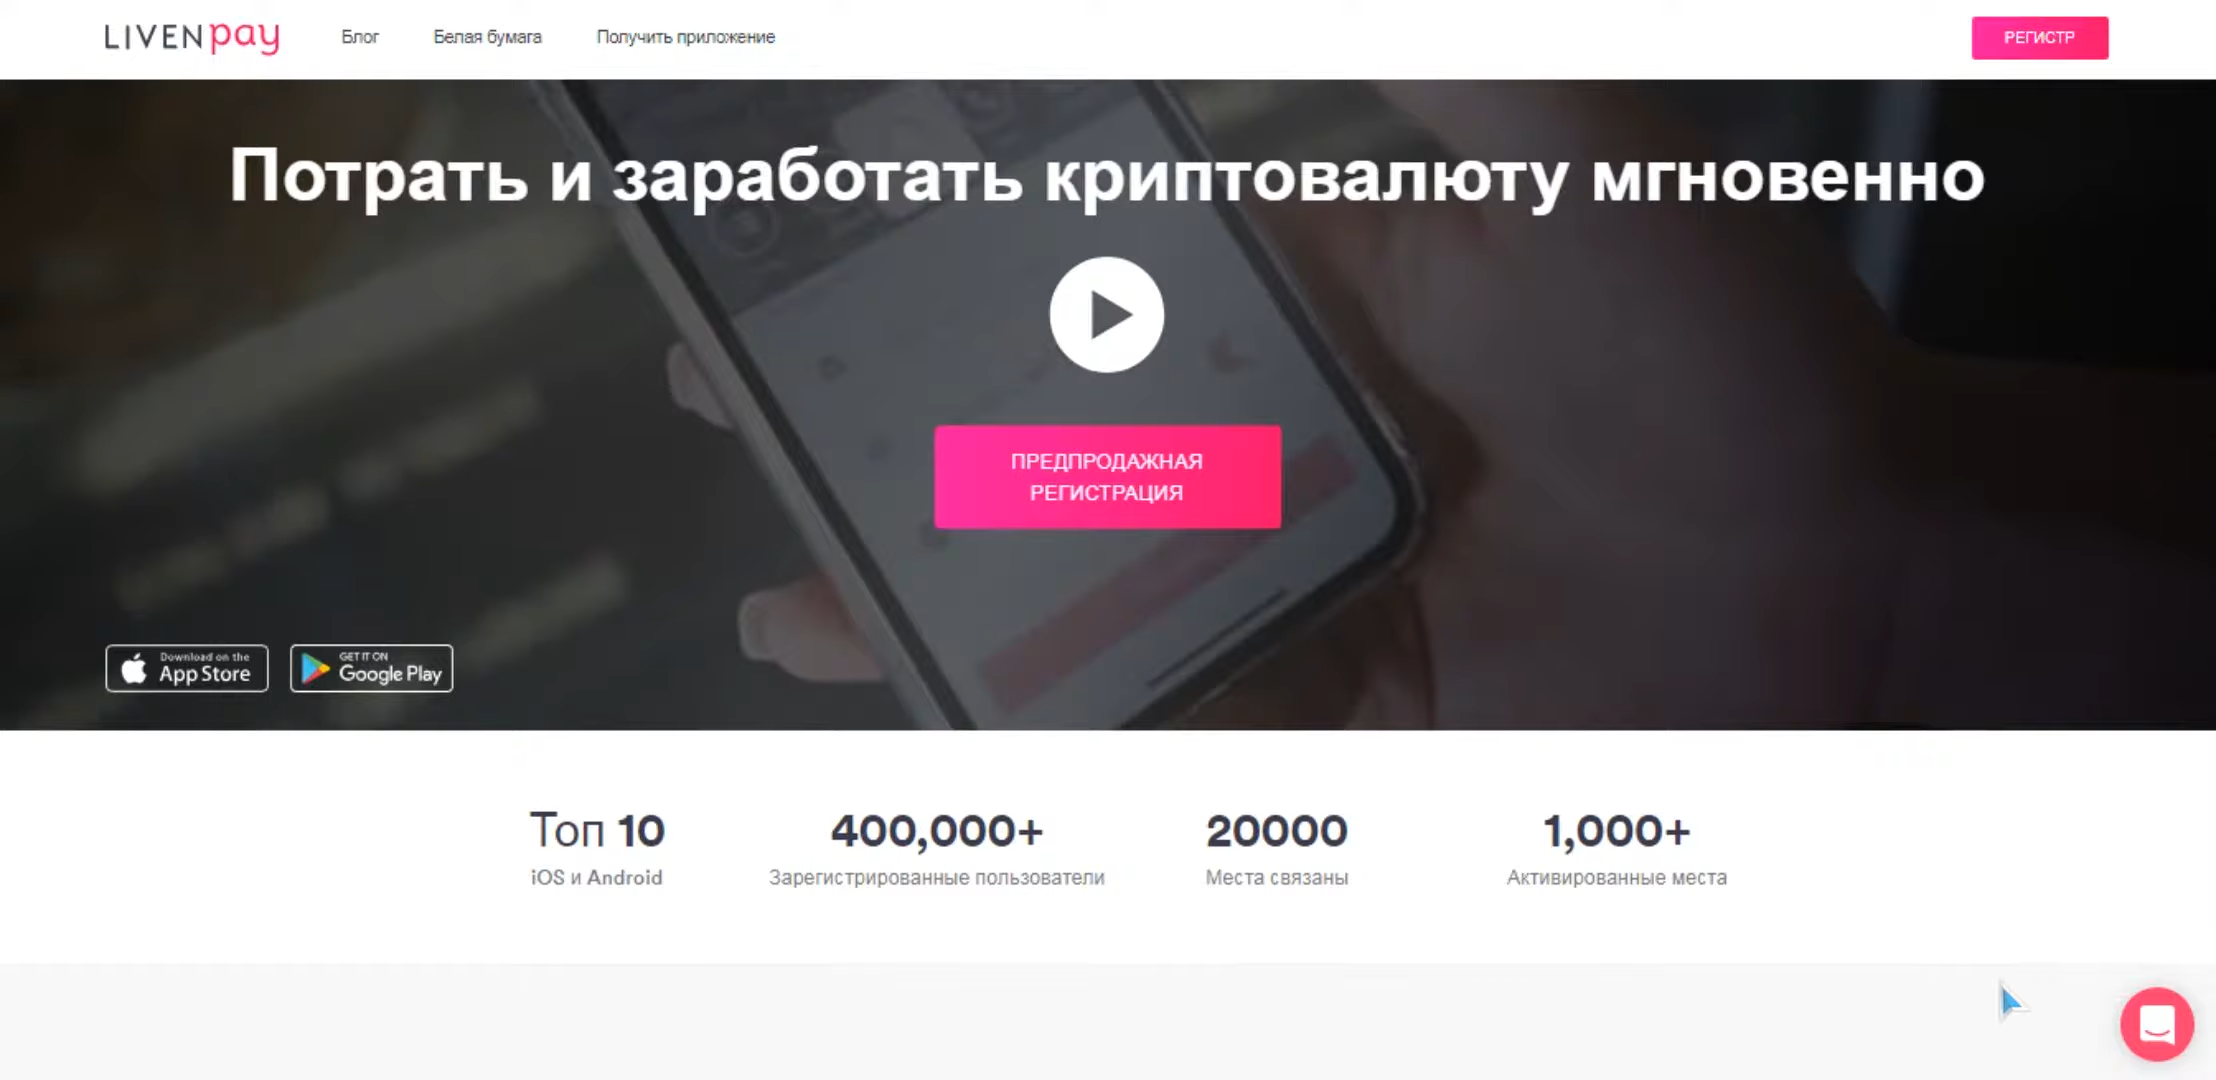 LIVENpay
Блог
Белая бумага
Получить приложение
РЕГИСТР
Потрать и заработать криптовалюту мгновенно
ПРЕДПРОДАЖНАЯ
РЕГИСТРАЦИЯ
Download on the
App Store
GET IT ON
Google Play
Топ 10
iOS и Android
400,000+
Зарегистрированные пользователи
20000
Места связаны
1,000+
Активированные места